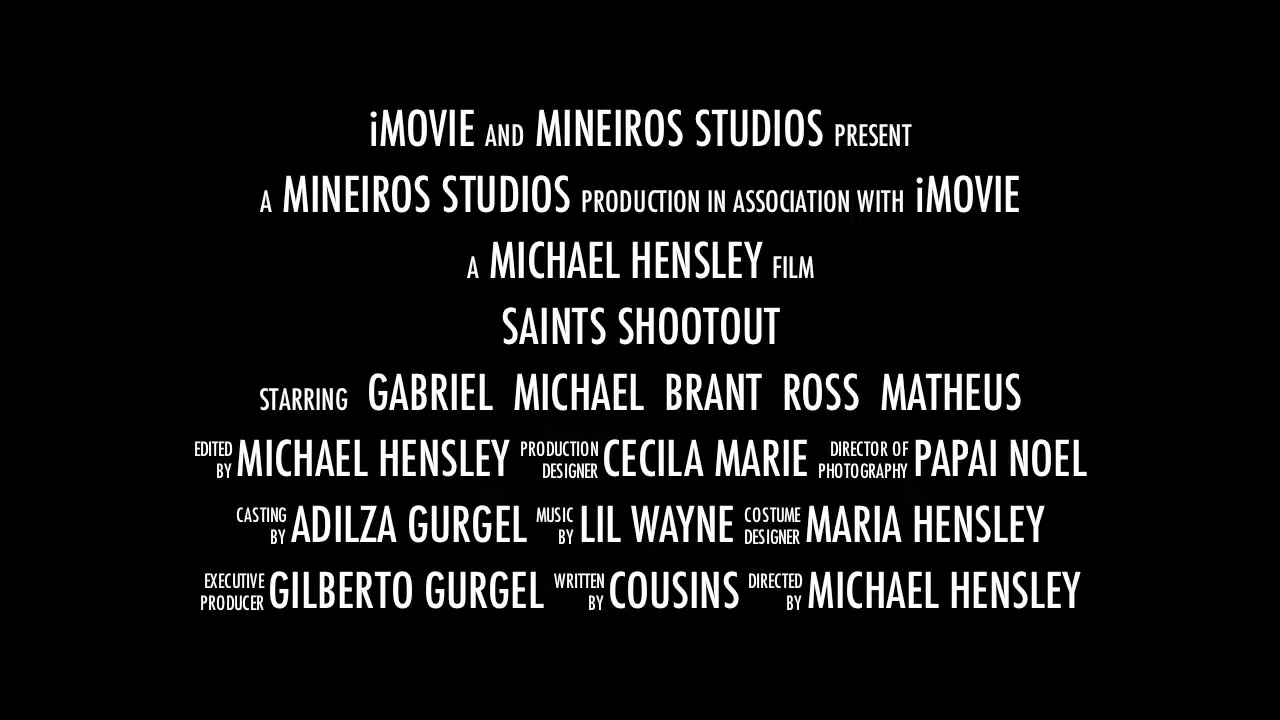 iMOVIE AND MINEIROS STUDIOS PRESENT
A MINEIROS STUDIOS PRODUCTION IN ASSOCIATION WITH iMOVIE
A MICHAEL HENSLEY FILM
SAINTS SHOOTOUT
STARRING GABRIEL MICHAEL BRANT ROSS MATHEUS
EDITED BY MICHAEL HENSLEY PRODUCTION DESIGNER CECILA MARIE DIRECTOR OF PHOTOGRAPHY PAPAI NOEL
CASTING BY ADILZA GURGEL MUSIC BY LIL WAYNE COSTUME DESIGNER MARIA HENSLEY
EXECUTIVE PRODUCER GILBERTO GURGEL WRITTEN BY COUSINS DIRECTED BY MICHAEL HENSLEY